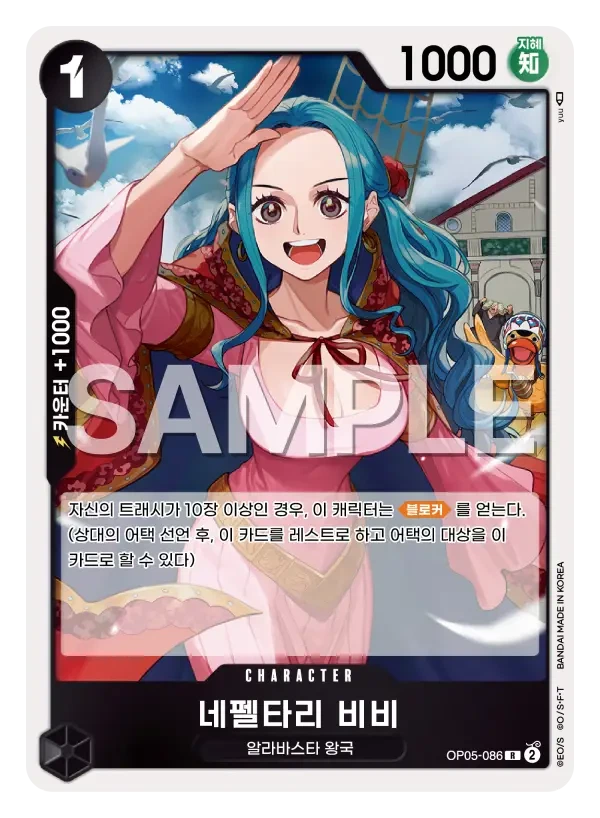 1
1000
지혜
知
yuu
⚡카운터 +1000
SAMPLE
자신의 트래시가 10장 이상인 경우, 이 캐릭터는 블로커 를 얻는다.
(상대의 어택 선언 후, 이 카드를 레스트로 하고 어택의 대상을 이
카드로 할 수 있다)
CHARACTER
네펠타리 비비
알라바스타 왕국
OP05-086 R 2
©E.O/S ©O/S·F·T BANDAI MADE IN KOREA